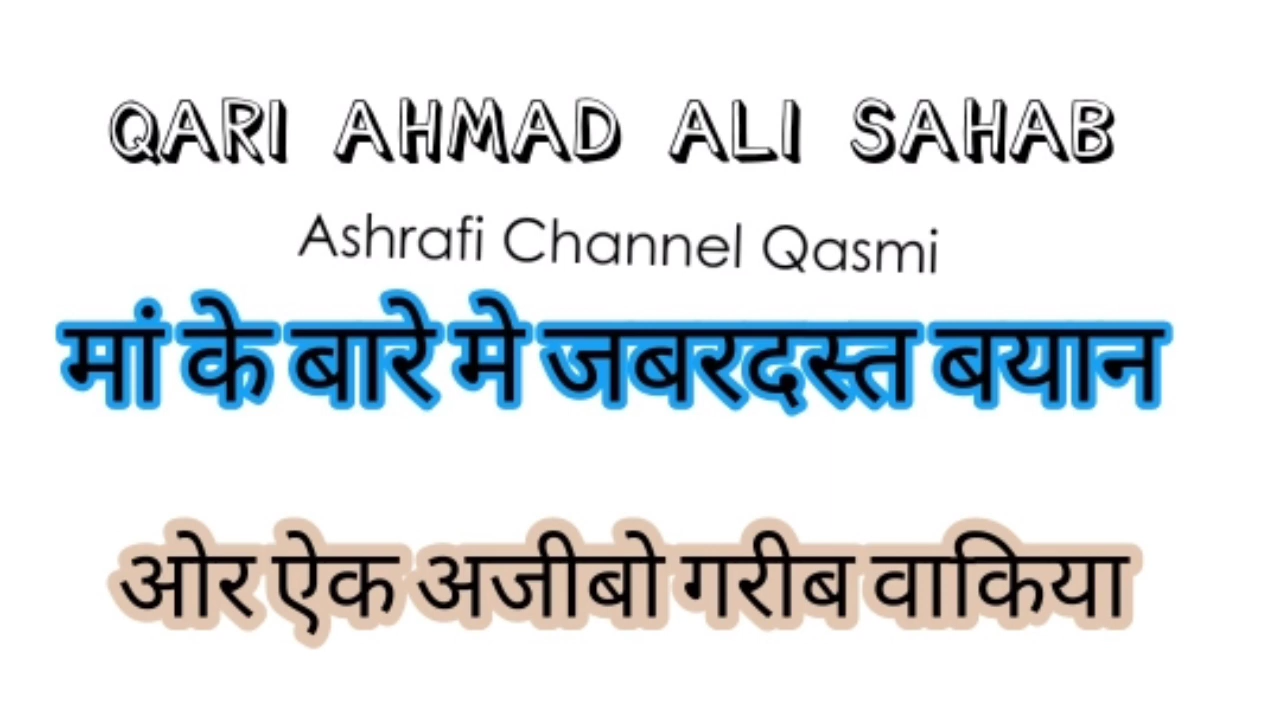 QARI AHMAD ALI SAHAB
Ashrafi Channel Qasmi
मां के बारे मे जबरदस्त बयान
ओर ऐक अजीबो गरीब वाकिया